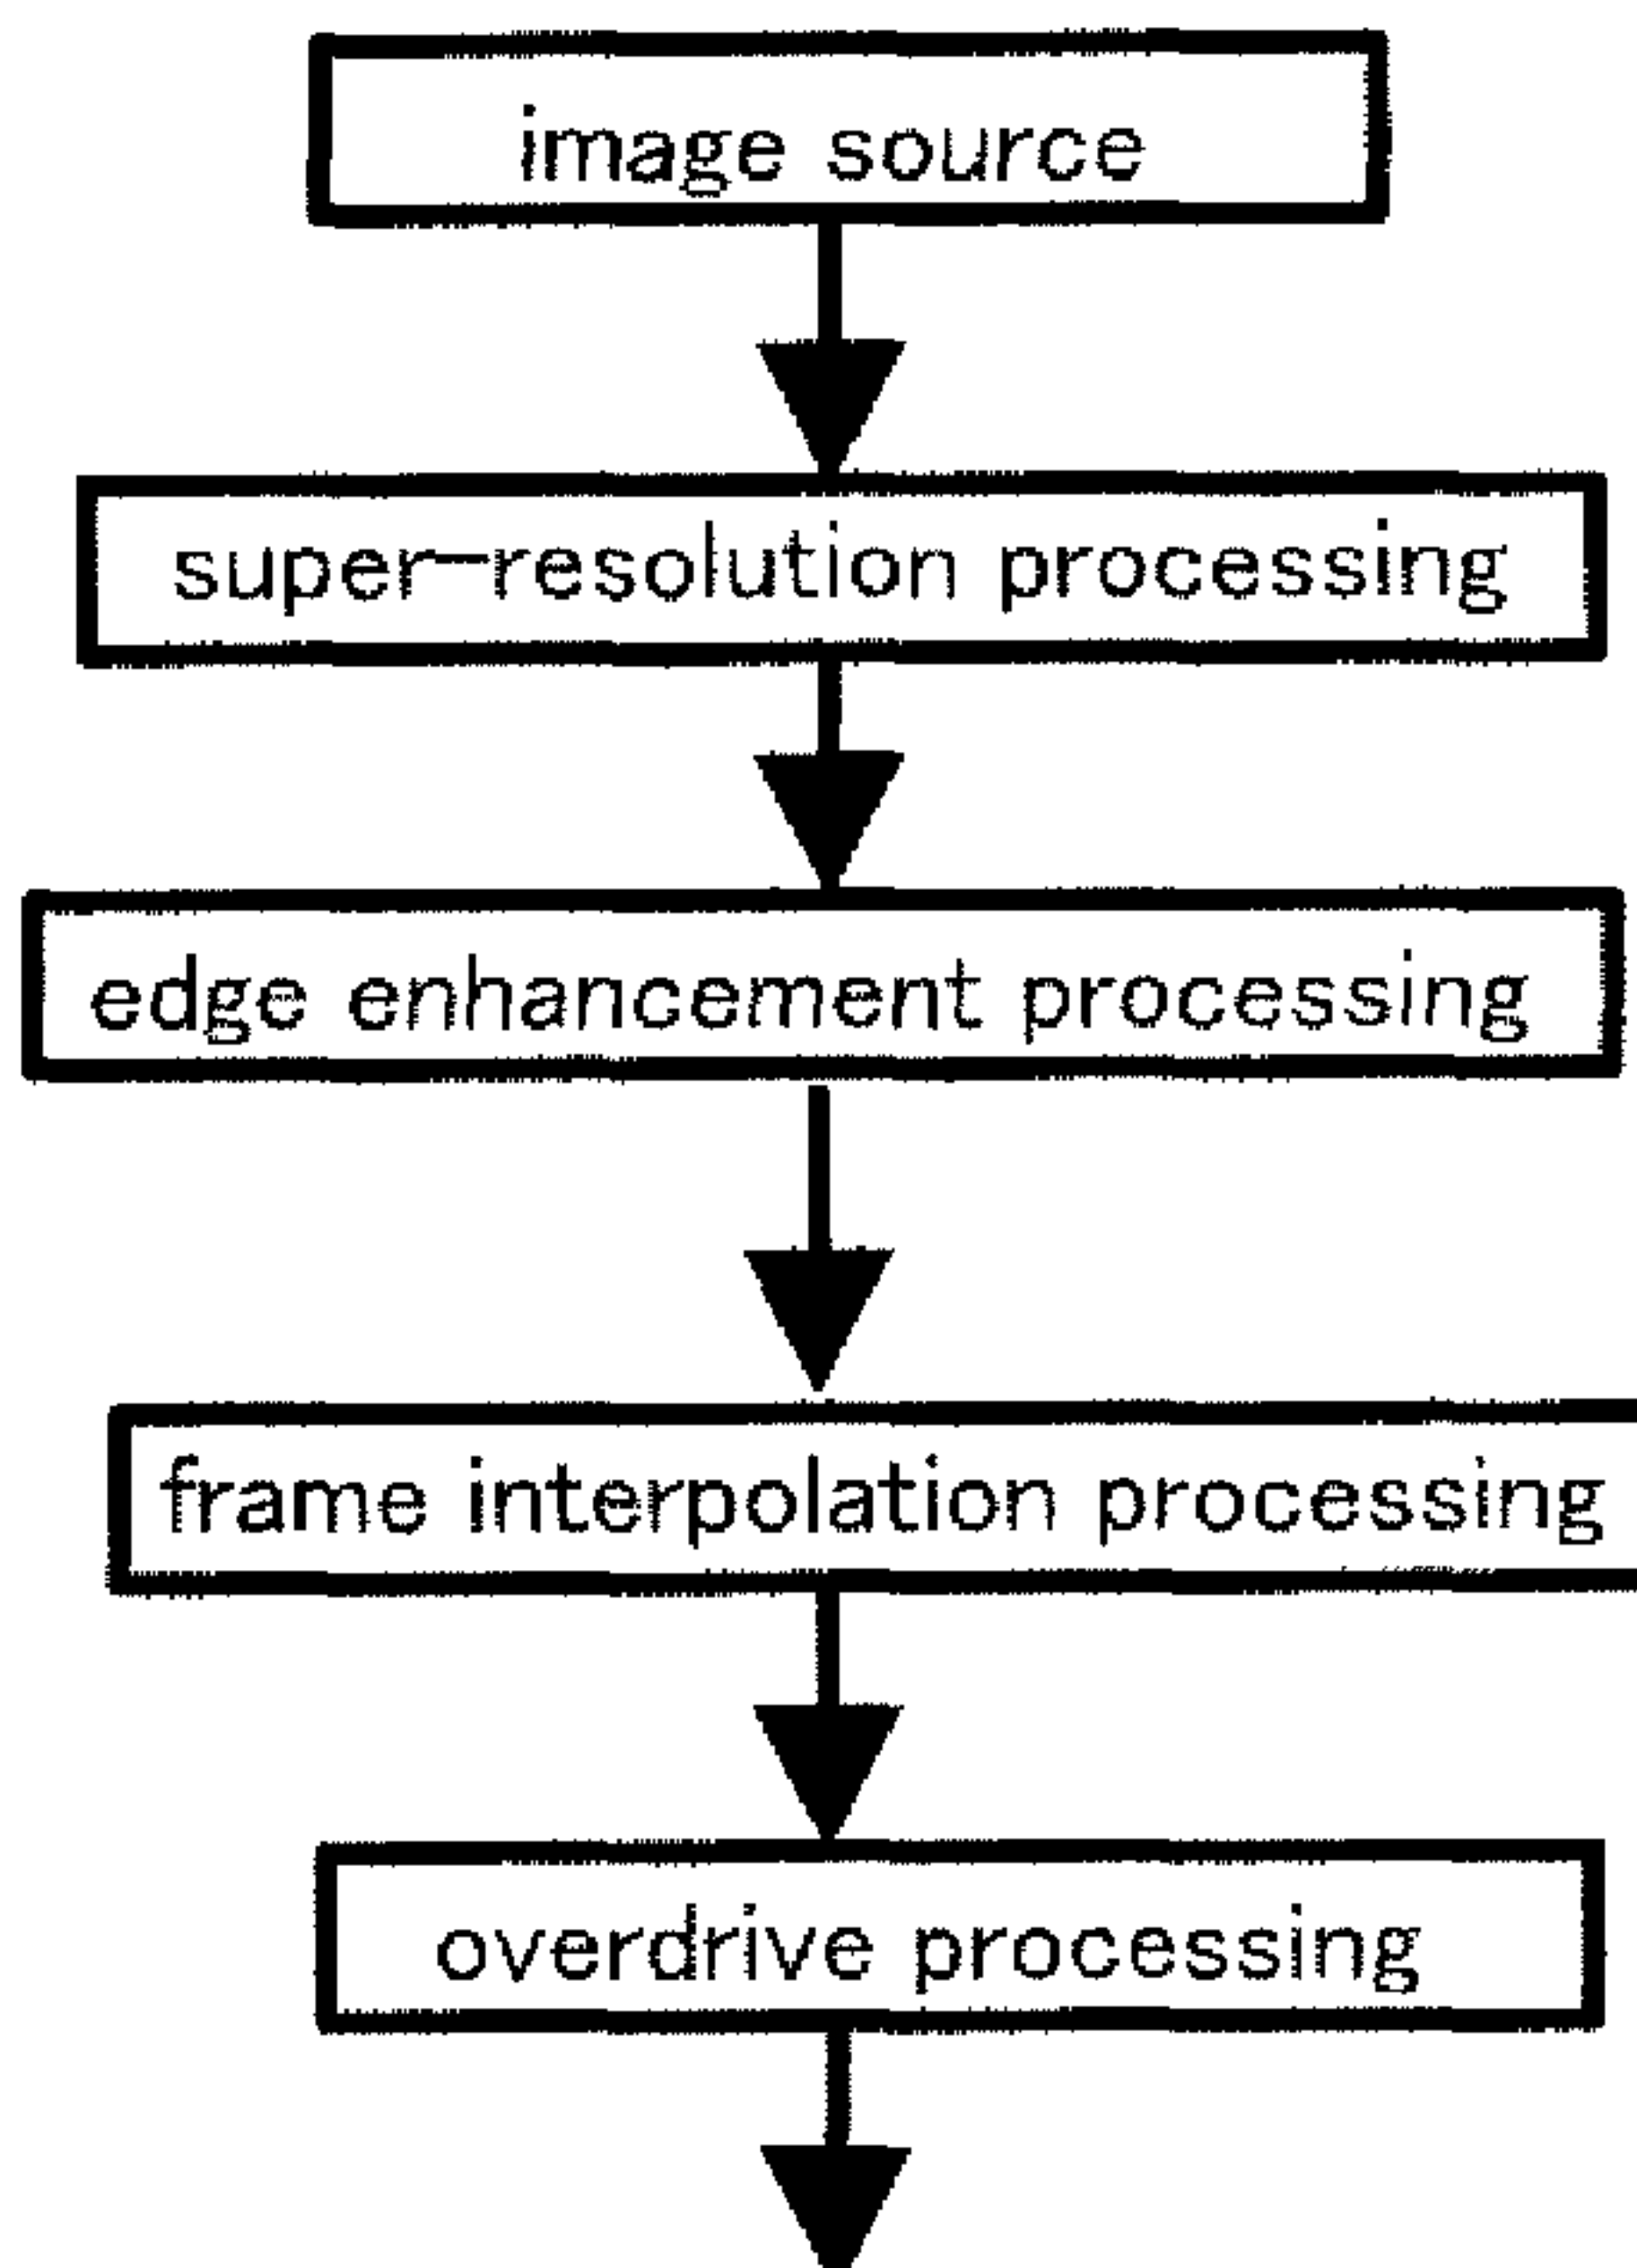 image source
super-resolution processing
edge enhancement processing
frame interpolation processing
overdrive processing